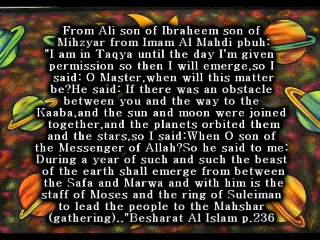 From Ali son of Ibraheem son of
Mihzyar from Imam Al Mahdi pbuh:
"I am in Taqya until the day I'm given
permission so then I will emerge,so I
said: O Master,when will this matter
be?He said: If there was an obstacle
between you and the way to the
Kaaba,and the sun and moon were joined
together,and the planets orbited them
and the stars,so I said:When O son of
the Messenger of Allah?So he said to me:
During a year of such and such the beast
of the earth shall emerge from between
the Safa and Marwa and with him is the
staff of Moses and the ring of Suleiman
to lead the people to the Mahshar
(gathering).."Besharat Al Islam p.236